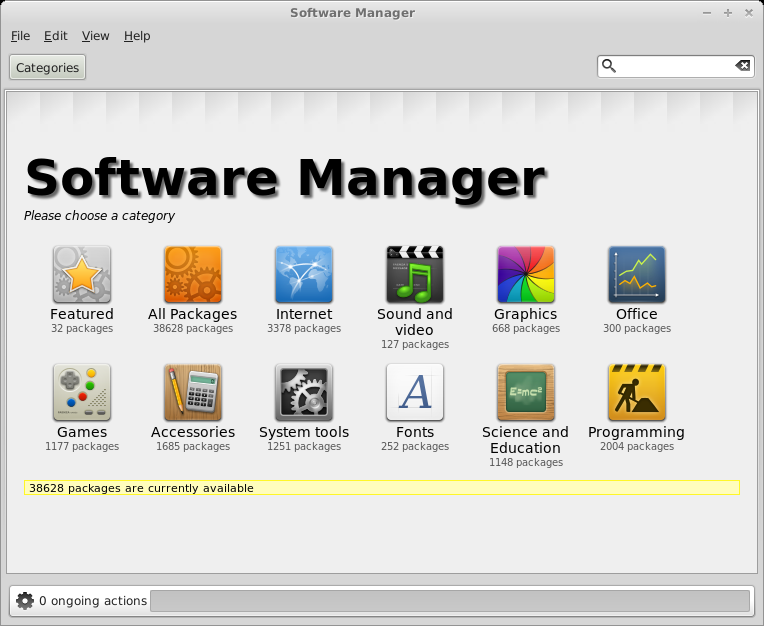 Software Manager
File Edit View Help
Categories
Software Manager
Please choose a category
Featured
32 packages
All Packages
38628 packages
Internet
3378 packages
Sound and
video
127 packages
Graphics
668 packages
Office
300 packages
Games
1177 packages
Accessories
1685 packages
System tools
1251 packages
A
Fonts
252 packages
E=mc²
Science and
Education
1148 packages
Programming
2004 packages
38628 packages are currently available
0 ongoing actions